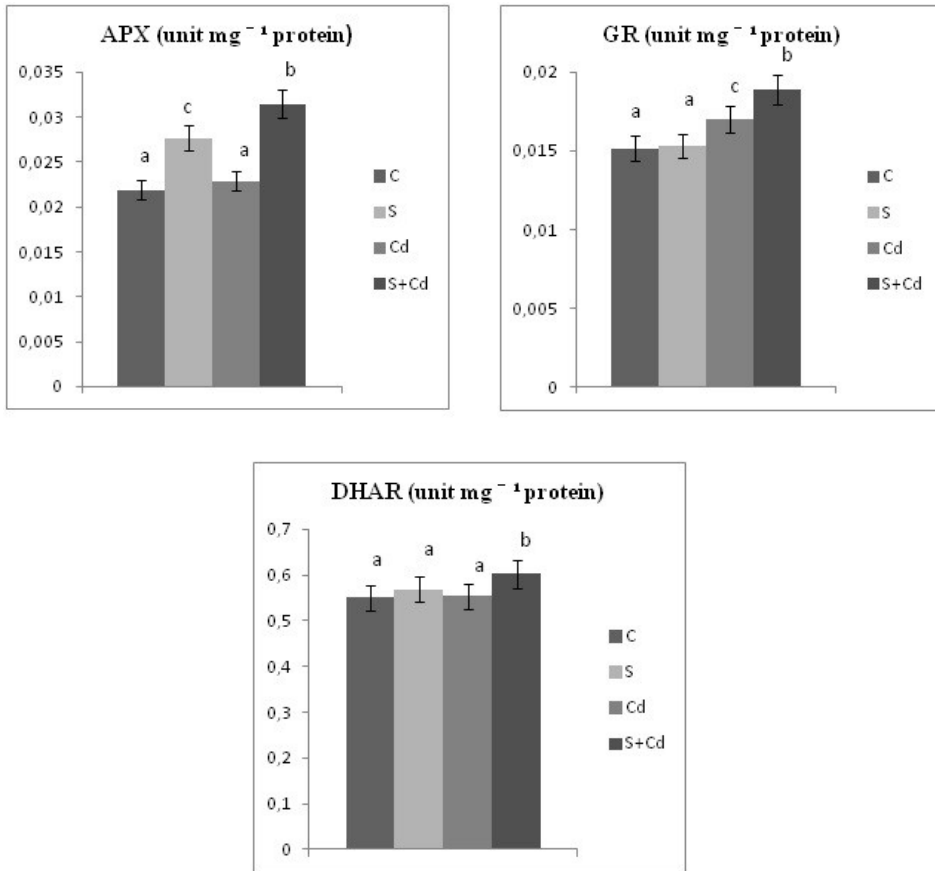 APX (unit mg ⁻ ¹ protein)
0,035
0,03
0,025
0,02
0,015
0,01
0,005
0
a
c
a
b
C
S
Cd
S+Cd
GR (unit mg ⁻ ¹ protein)
0,02
0,015
0,01
0,005
0
a
a
c
b
C
S
Cd
S+Cd
DHAR (unit mg ⁻ ¹ protein)
0,7
0,6
0,5
0,4
0,3
0,2
0,1
0
a
a
a
b
C
S
Cd
S+Cd